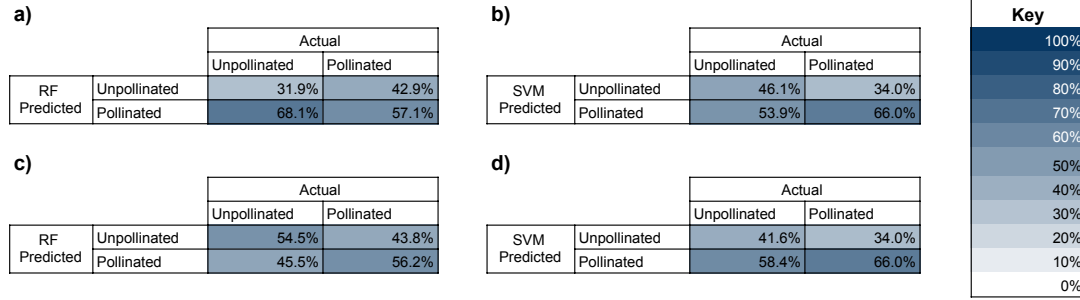 a)
Actual
Unpollinated Pollinated
RF Predicted
Unpollinated 31.9% 42.9%
Pollinated 68.1% 57.1%
b)
Actual
Unpollinated Pollinated
SVM Predicted
Unpollinated 46.1% 34.0%
Pollinated 53.9% 66.0%
c)
Actual
Unpollinated Pollinated
RF Predicted
Unpollinated 54.5% 43.8%
Pollinated 45.5% 56.2%
d)
Actual
Unpollinated Pollinated
SVM Predicted
Unpollinated 41.6% 34.0%
Pollinated 58.4% 66.0%
Key
100%
90%
80%
70%
60%
50%
40%
30%
20%
10%
0%